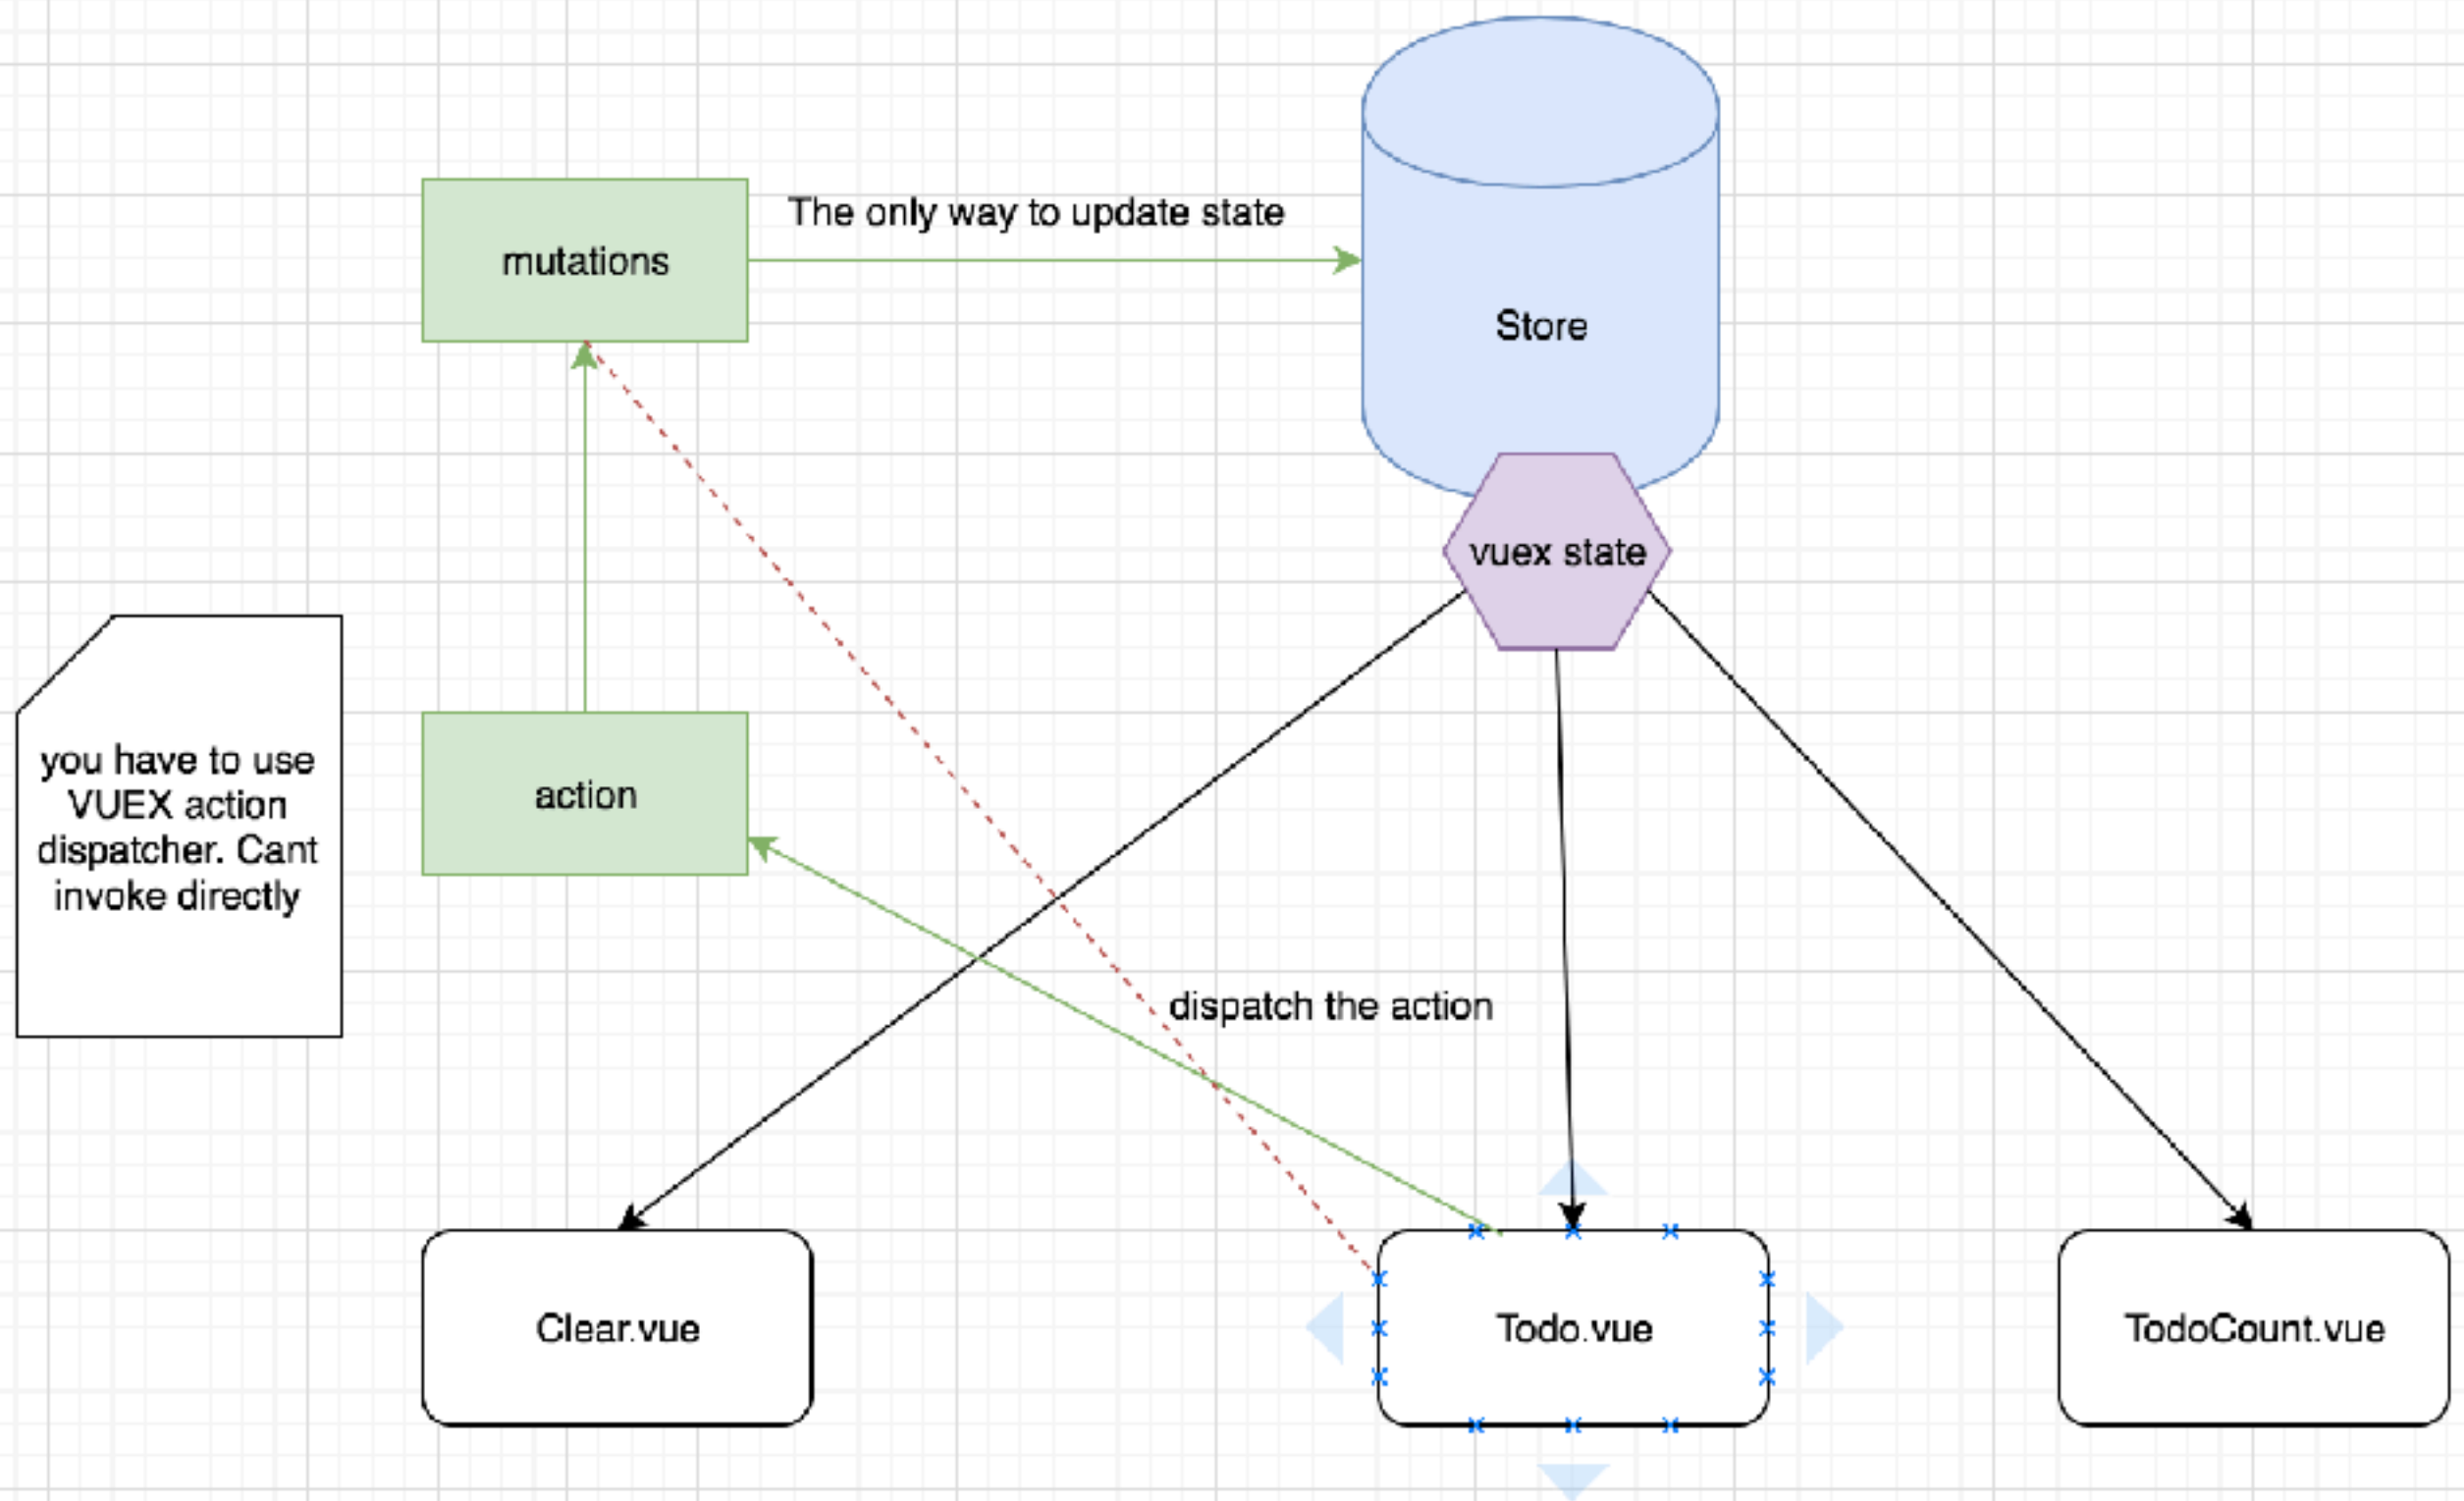 The only way to update state
mutations
Store
vuex state
you have to use
VUEX action
dispatcher. Cant
invoke directly
action
dispatch the action
Clear.vue
Todo.vue
TodoCount.vue